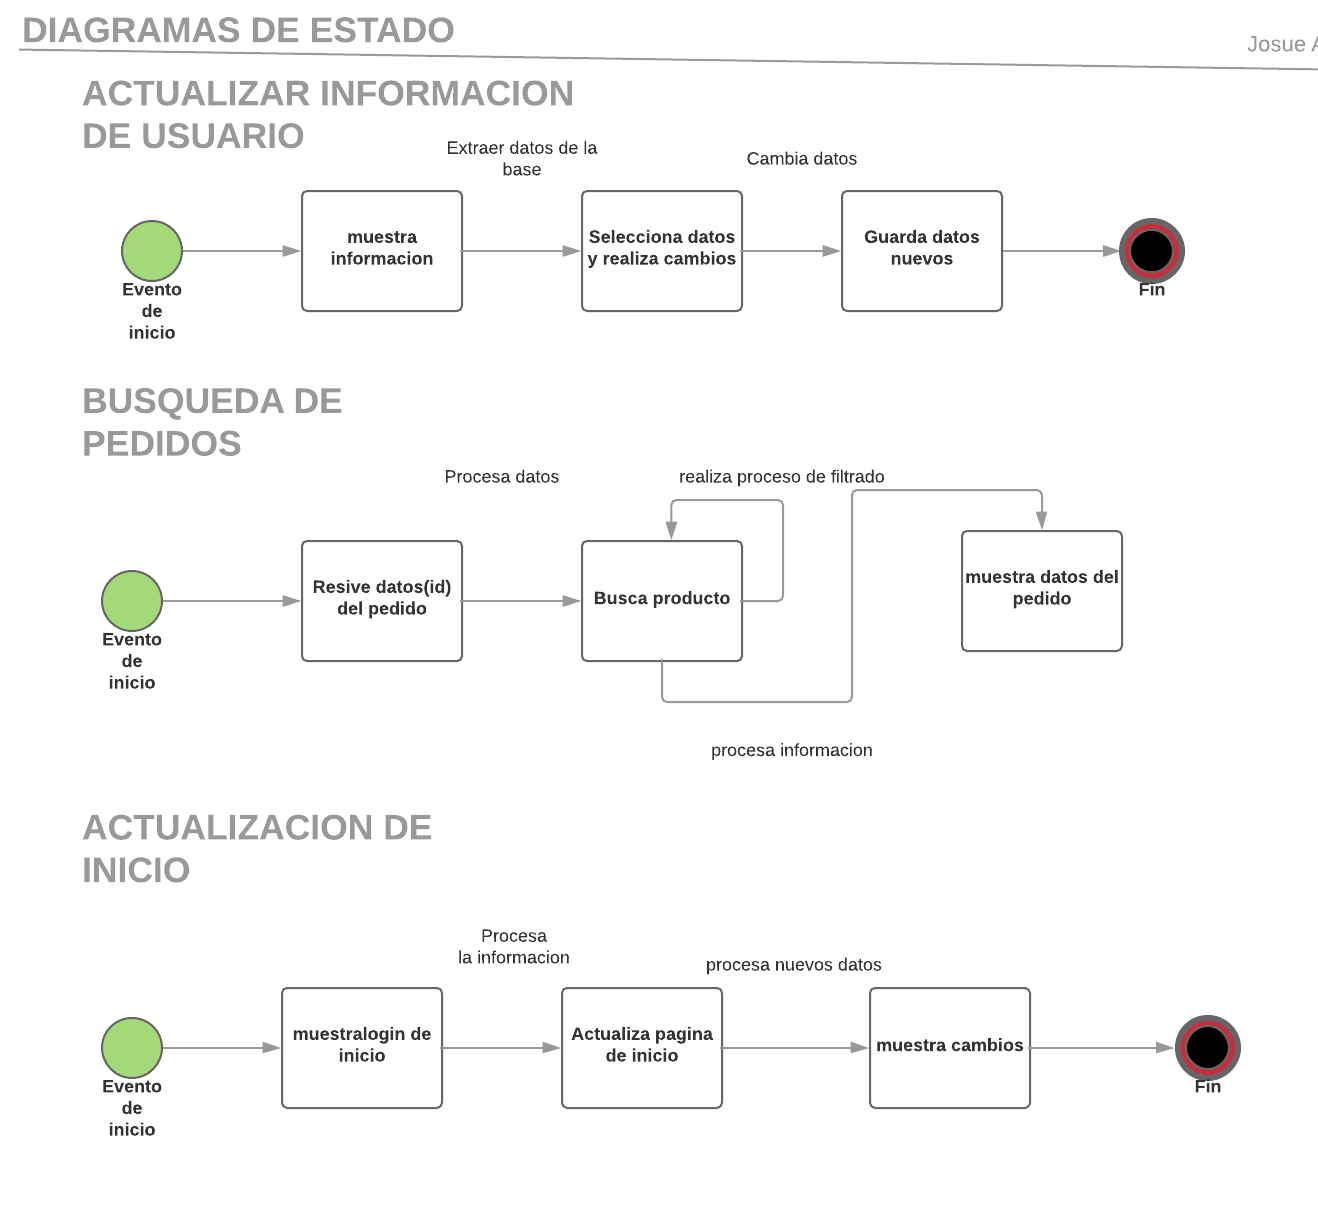 DIAGRAMAS DE ESTADO
Josue A
ACTUALIZAR INFORMACION
DE USUARIO
Extraer datos de la
base
Cambia datos
muestra
informacion
Selecciona datos
y realiza cambios
Guarda datos
nuevos
Evento
de
inicio
Fin
BUSQUEDA DE
PEDIDOS
Procesa datos
realiza proceso de filtrado
Resive datos(id)
del pedido
Busca producto
muestra datos del
pedido
Evento
de
inicio
procesa informacion
ACTUALIZACION DE
INICIO
Procesa
la informacion
procesa nuevos datos
muestralogin de
inicio
Actualiza pagina
de inicio
muestra cambios
Evento
de
inicio
Fin